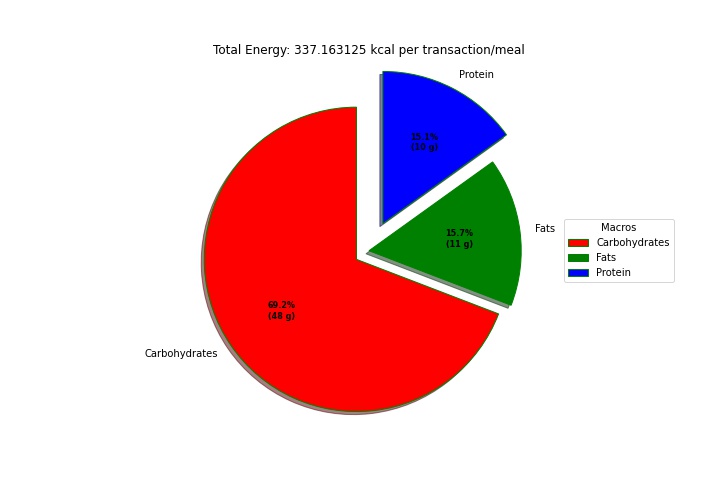 Total Energy: 337.163125 kcal per transaction/meal
Protein
15.1%
(10 g)
Fats
15.7%
(11 g)
Macros
Carbohydrates
Fats
Protein
69.2%
(48 g)
Carbohydrates